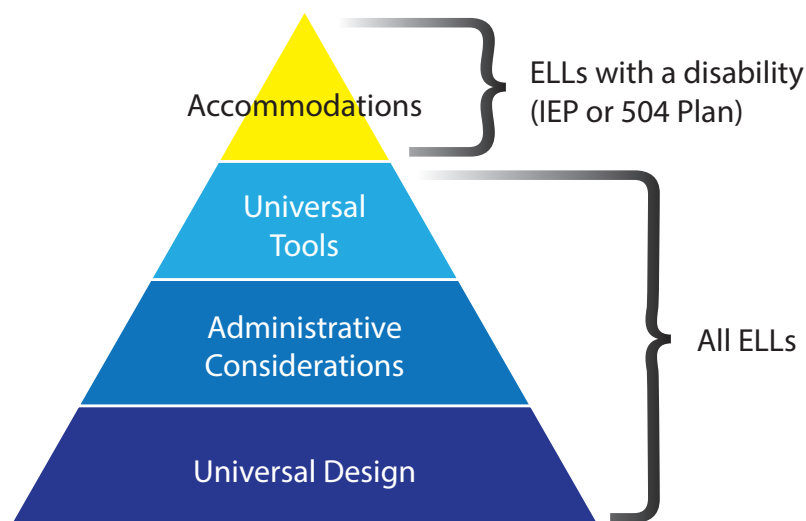 Accommodations
ELLs with a disability
(IEP or 504 Plan)
Universal
Tools
Administrative
Considerations
All ELLs
Universal Design